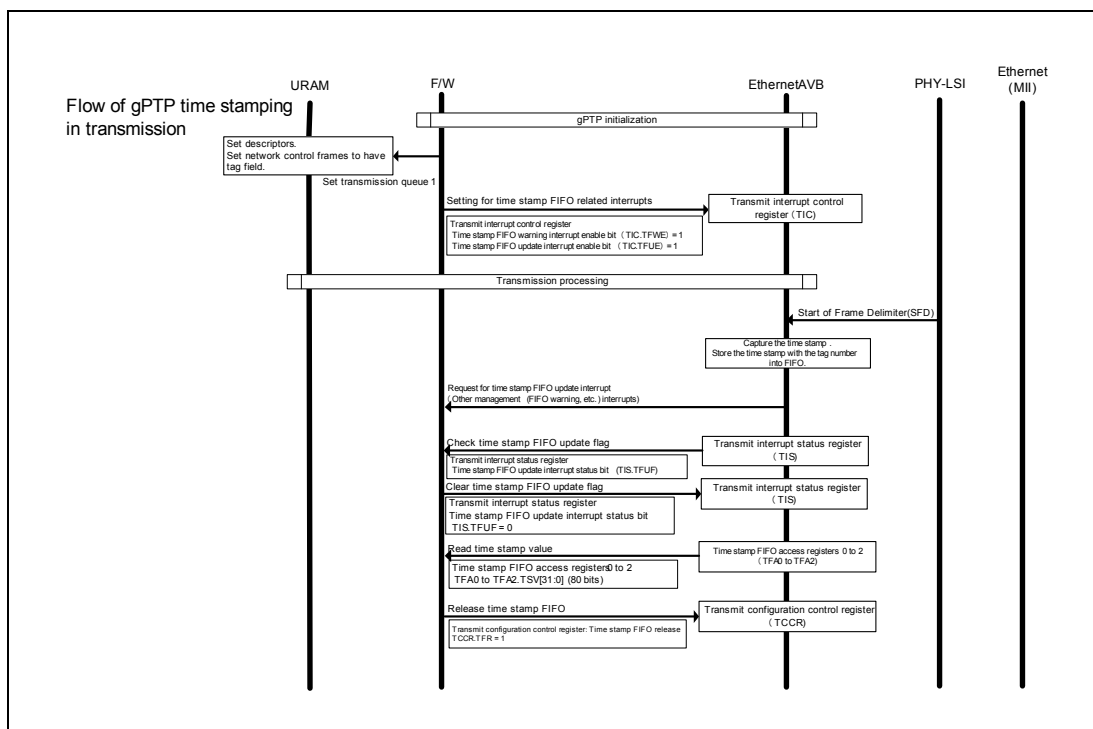 URAM
F/W
EthernetAVB
PHY-LSI
Ethernet
(MII)
Flow of gPTP time stamping
in transmission
gPTP initialization
Set descriptors.
Set network control frames to have
tag field.
Set transmission queue 1
Setting for time stamp FIFO related interrupts
Transmit interrupt control
register (TIC)
Transmit interrupt control register
Time stamp FIFO warning interrupt enable bit (TIC.TFWE) = 1
Time stamp FIFO update interrupt enable bit (TIC.TFUE) = 1
Transmission processing
Start of Frame Delimiter(SFD)
Capture the time stamp .
Store the time stamp with the tag number
into FIFO.
Request for time stamp FIFO update interrupt
(Other management (FIFO warning, etc.) interrupts)
Check time stamp FIFO update flag
Transmit interrupt status register
(TIS)
Transmit interrupt status register
Time stamp FIFO update interrupt status bit (TIS.TFUF)
Clear time stamp FIFO update flag
Transmit interrupt status register
(TIS)
Transmit interrupt status register
Time stamp FIFO update interrupt status bit
TIS.TFUF = 0
Read time stamp value
Time stamp FIFO access registers 0 to 2
(TFA0 to TFA2)
Time stamp FIFO access registers0 to 2
TFA0 to TFA2.TSV[31:0] (80 bits)
Release time stamp FIFO
Transmit configuration control register
(TCCR)
Transmit configuration control register: Time stamp FIFO release
TCCR.TFR = 1